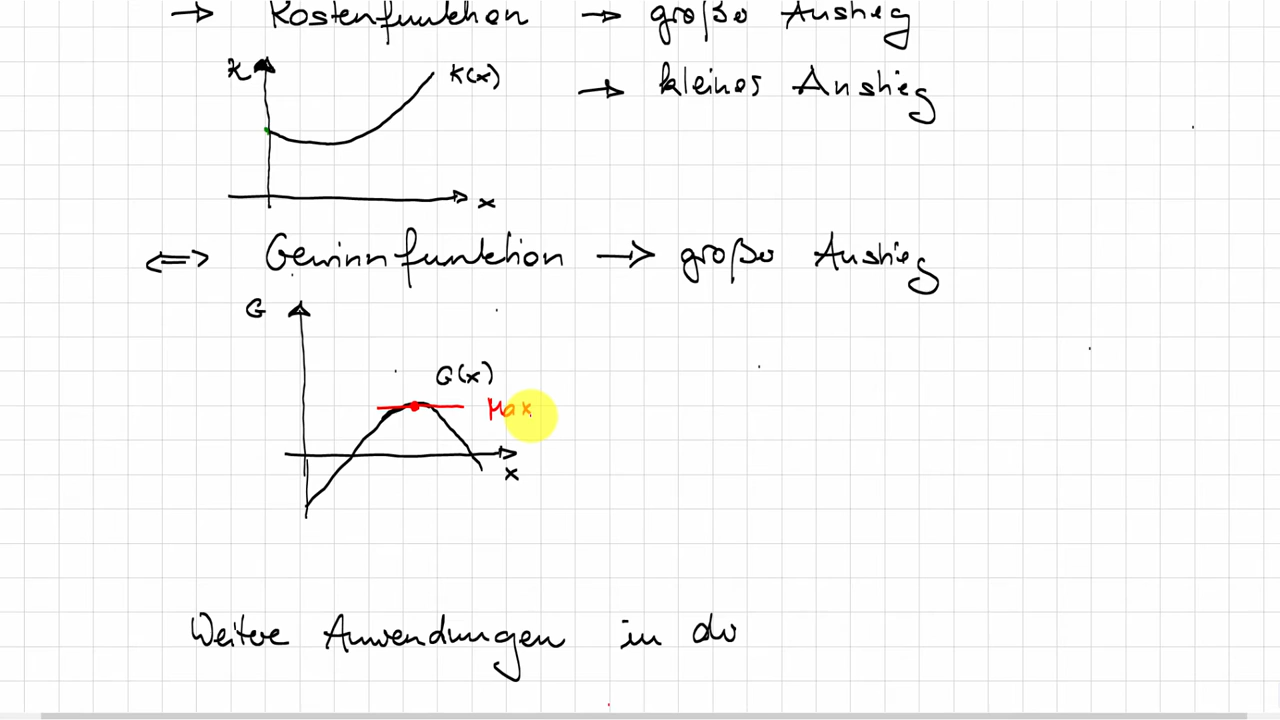 → Kostenfunktion → große Anstieg
K K(x) → kleines Anstieg
x
⇔ Gewinnfunktion → große Anstieg
G
G(x)
Max
x
Weitere Anwendungen in der